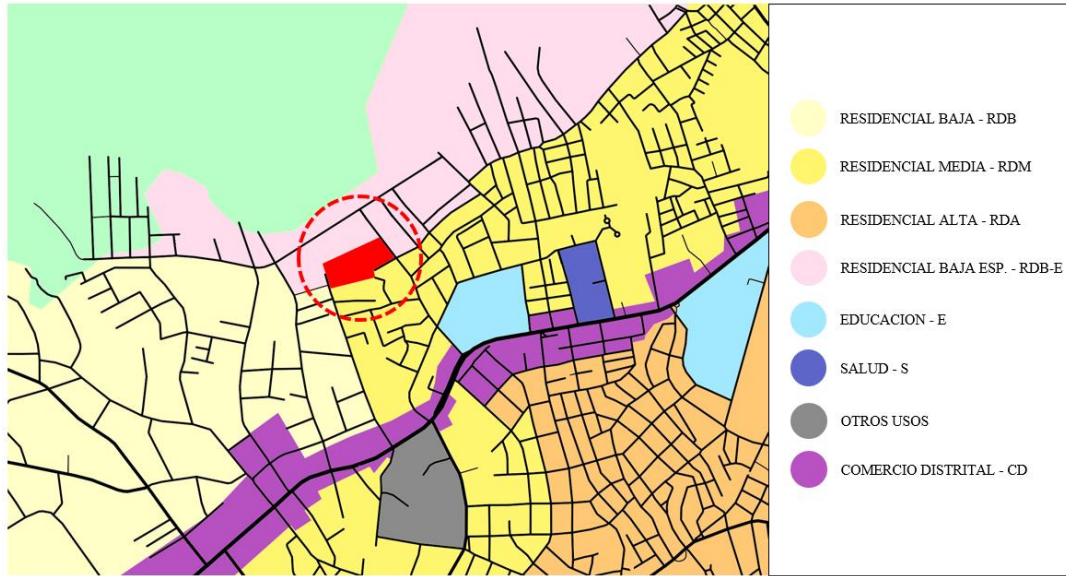 RESIDENCIAL BAJA - RDB
RESIDENCIAL MEDIA - RDM
RESIDENCIAL ALTA - RDA
RESIDENCIAL BAJA ESP. - RDB-E
EDUCACION - E
SALUD - S
OTROS USOS
COMERCIO DISTRITAL - CD